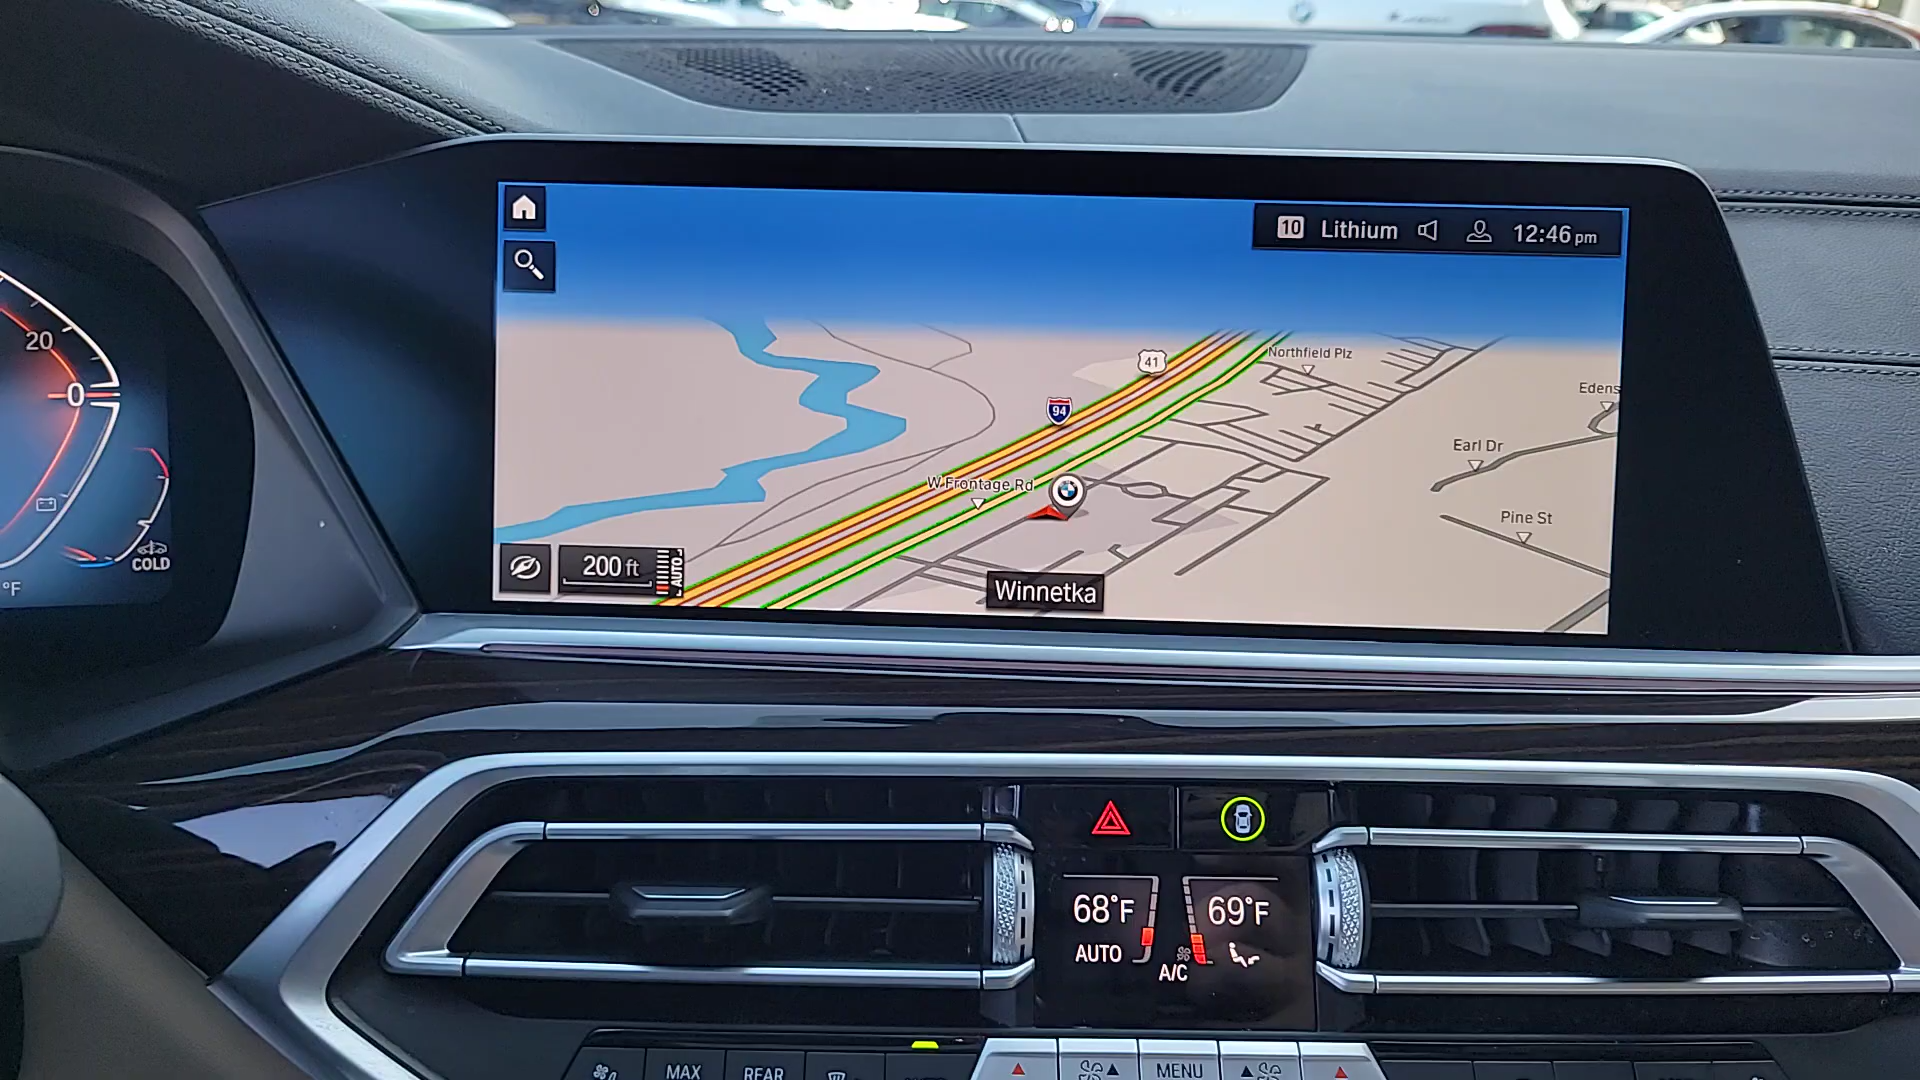 10 Lithium 12:46 pm
20
0
COLD
°F
41
Northfield Plz
94
Edens
Earl Dr
W Frontage Rd
Pine St
200 ft
AUTO
Winnetka
68°F
69°F
AUTO
A/C
MAX
REAR
MENU